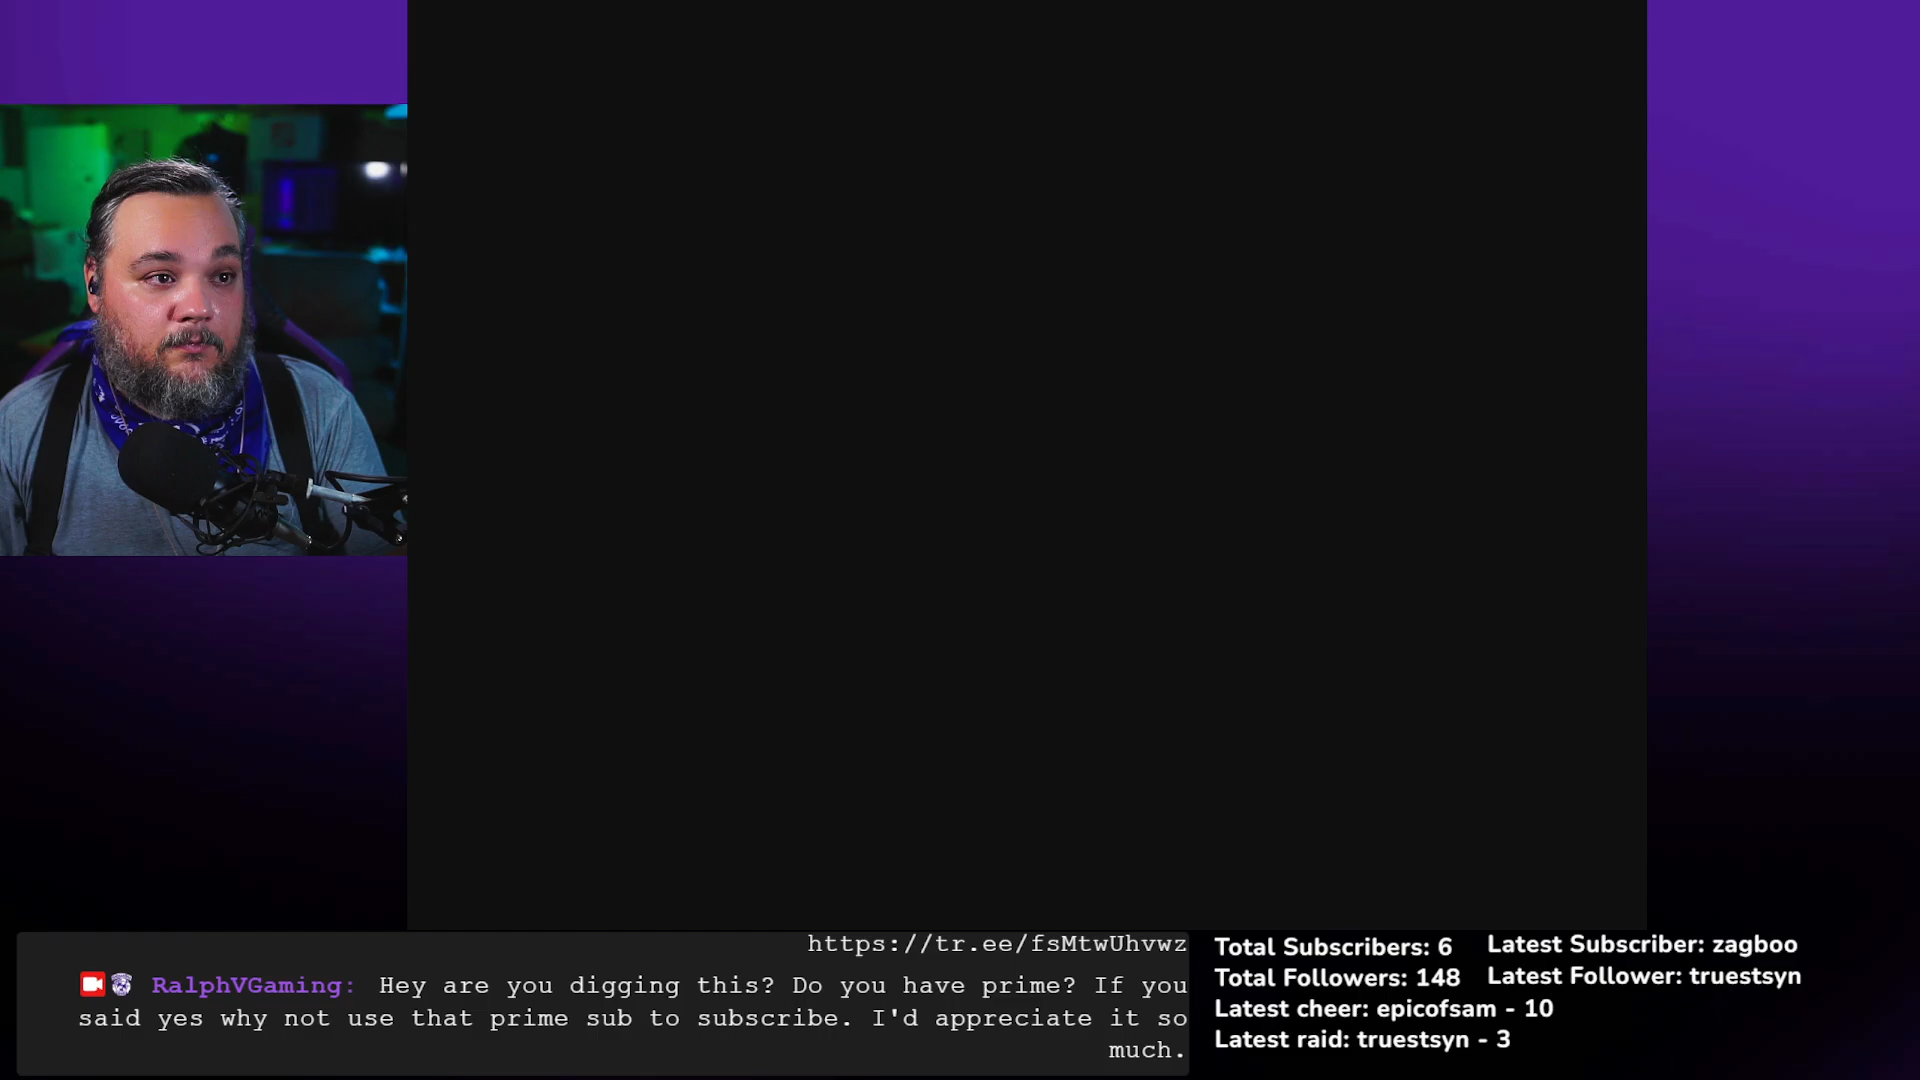 https://tr.ee/fsMtwUhvwz
RalphVGaming: Hey are you digging this? Do you have prime? If you
said yes why not use that prime sub to subscribe. I'd appreciate it so
much.
Total Subscribers: 6
Latest Subscriber: zagboo
Total Followers: 148
Latest Follower: truestsyn
Latest cheer: epicofsam - 10
Latest raid: truestsyn - 3